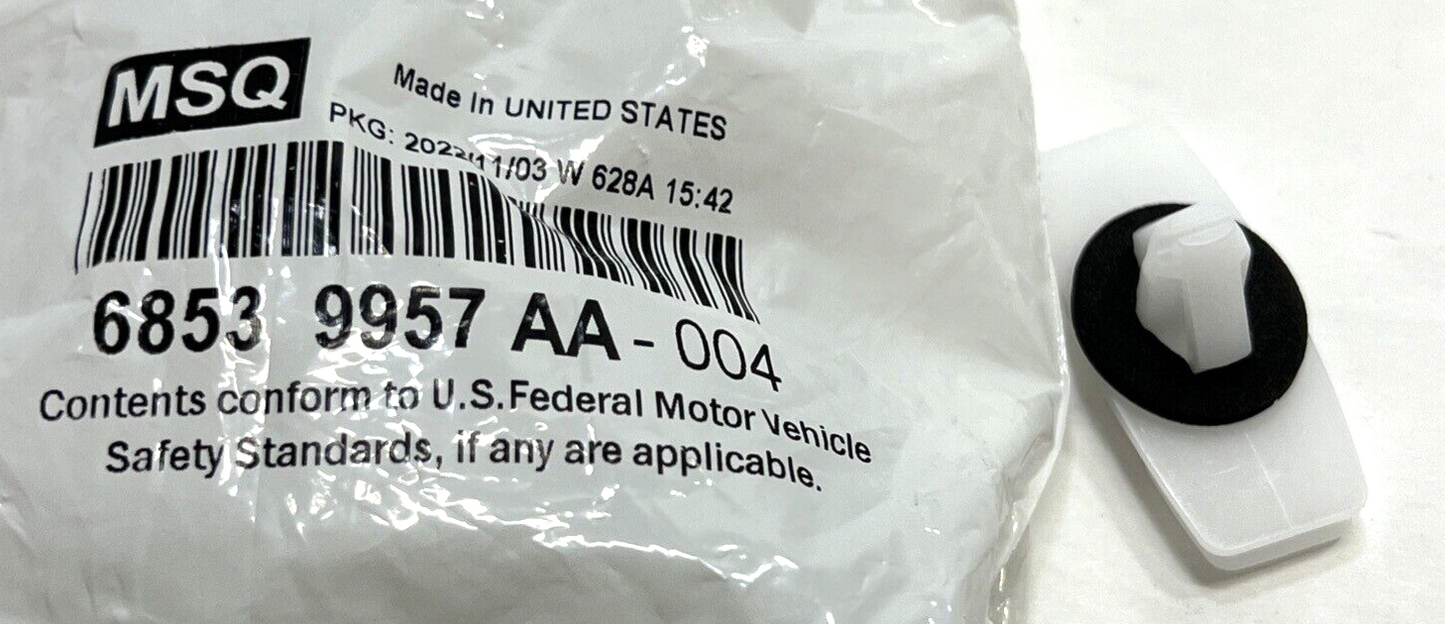 MSQ
Made In UNITED STATES
PKG: 2022/11/03 W 628A 15:42
6853 9957 AA - 004
Contents conform to U.S.Federal Motor Vehicle
Safety Standards, if any are applicable.